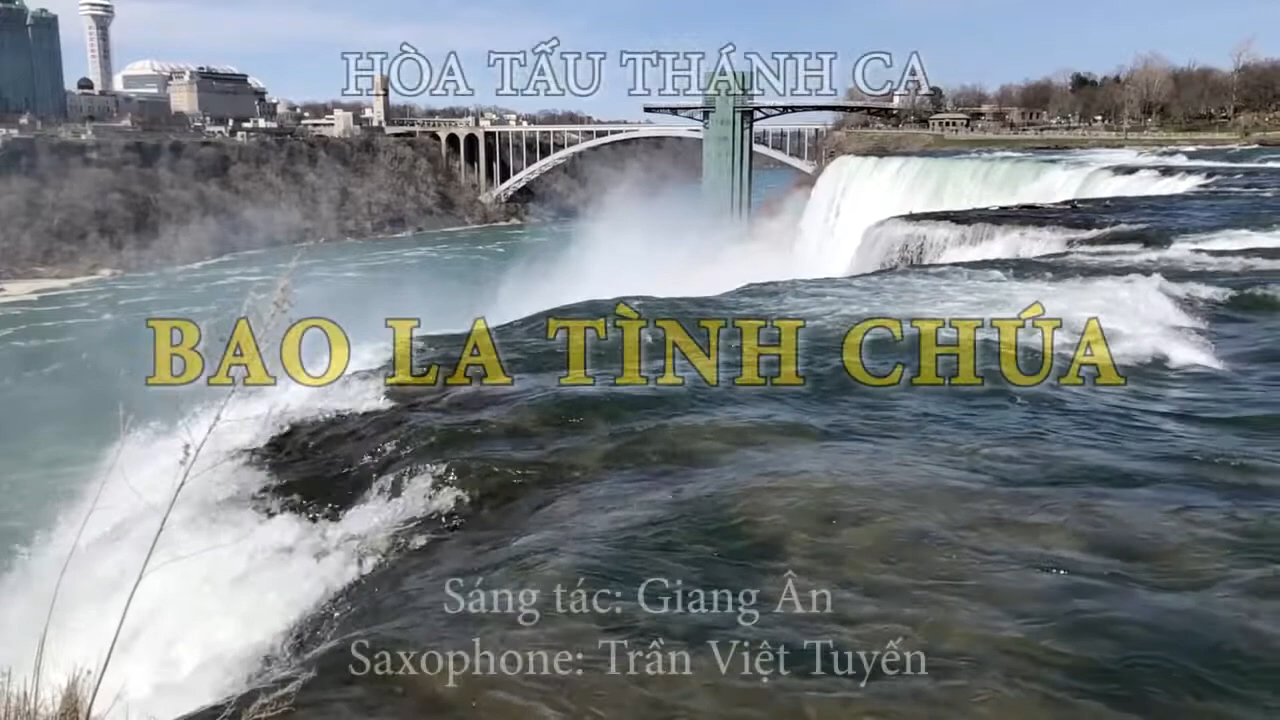 HÒA TẤU THÁNH CA
BAO LA TÌNH CHÚA
Sáng tác: Giang Ân
Saxophone: Trần Việt Tuyến